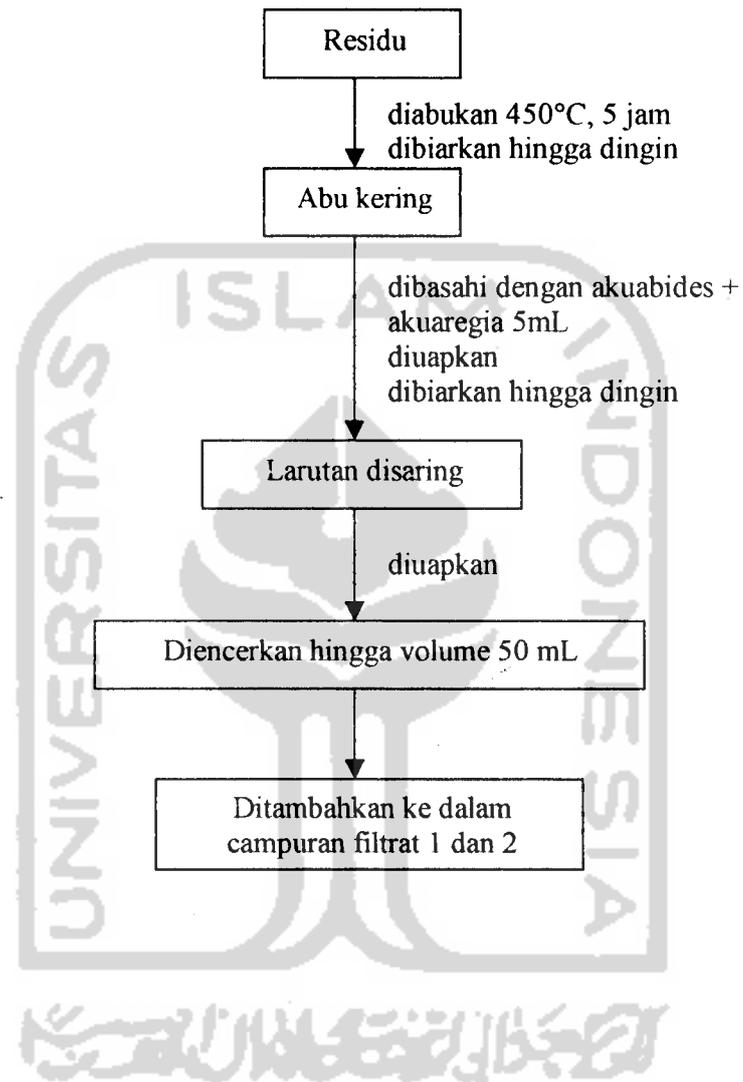 Residu
diabukan 450°C, 5 jam
dibiarkan hingga dingin
Abu kering
dibasahi dengan akuabides +
akuaregia 5mL
diuapkan
dibiarkan hingga dingin
Larutan disaring
diuapkan
Diencerkan hingga volume 50 mL
Ditambahkan ke dalam
campuran filtrat 1 dan 2
UNIVERSITAS
ISLAM
INDONESIA